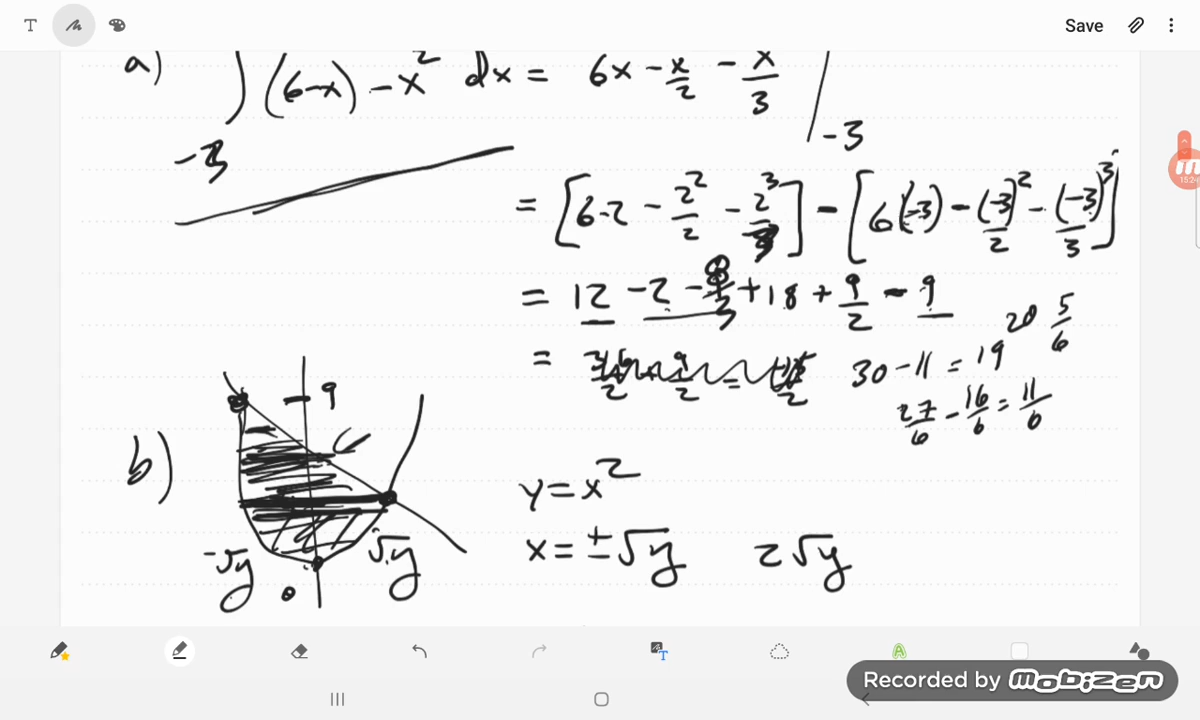 T
Save
a) ∫ (6-x) - x² dx = 6x - x/2 - x/3 |
-3
-3
= [6·2 - 2²/2 - 2³/3] - [6(-3) - (-3)²/2 - (-3)³/3]
= 12 - 2 - 8/3 + 18 + 9/2 - 9
20 5/6
=
30 - 11 = 19
27/6 - 16/6 = 11/6
9
b)
y = x²
-√y
√y
x = ±√y
2√y
0
T
A
Recorded by mobizen